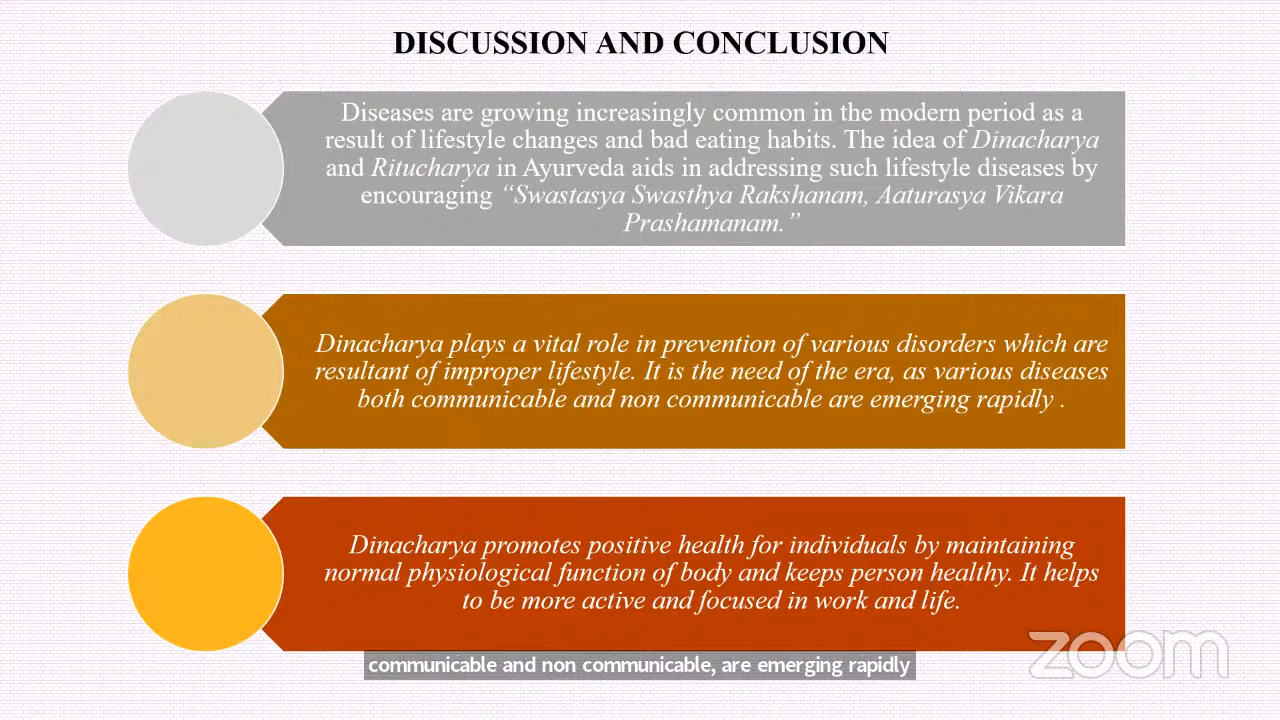 DISCUSSION AND CONCLUSION
Diseases are growing increasingly common in the modern period as a
result of lifestyle changes and bad eating habits. The idea of Dinacharya
and Ritucharya in Ayurveda aids in addressing such lifestyle diseases by
encouraging “Swastasya Swasthya Rakshanam, Aaturasya Vikara
Prashamanam.”
Dinacharya plays a vital role in prevention of various disorders which are
resultant of improper lifestyle. It is the need of the era, as various diseases
both communicable and non communicable are emerging rapidly .
Dinacharya promotes positive health for individuals by maintaining
normal physiological function of body and keeps person healthy. It helps
to be more active and focused in work and life.
zoom
communicable and non communicable, are emerging rapidly